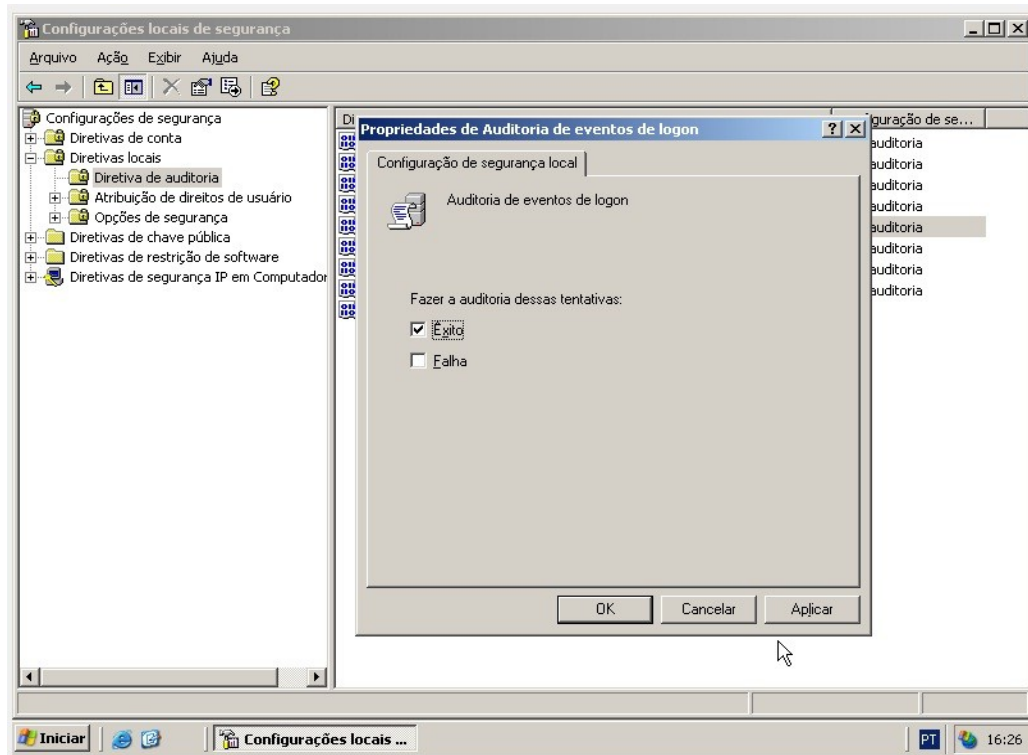 Configurações locais de segurança
Arquivo Ação Exibir Ajuda
Configurações de segurança
Diretivas de conta
Diretivas locais
Diretiva de auditoria
Atribuição de direitos de usuário
Opções de segurança
Diretivas de chave pública
Diretivas de restrição de software
Diretivas de segurança IP em Computador
Di
guração de se...
auditoria
auditoria
auditoria
auditoria
auditoria
auditoria
auditoria
auditoria
Propriedades de Auditoria de eventos de logon
Configuração de segurança local
Auditoria de eventos de logon
Fazer a auditoria dessas tentativas:
Êxito
Falha
OK Cancelar Aplicar
Iniciar
Configurações locais ...
PT 16:26